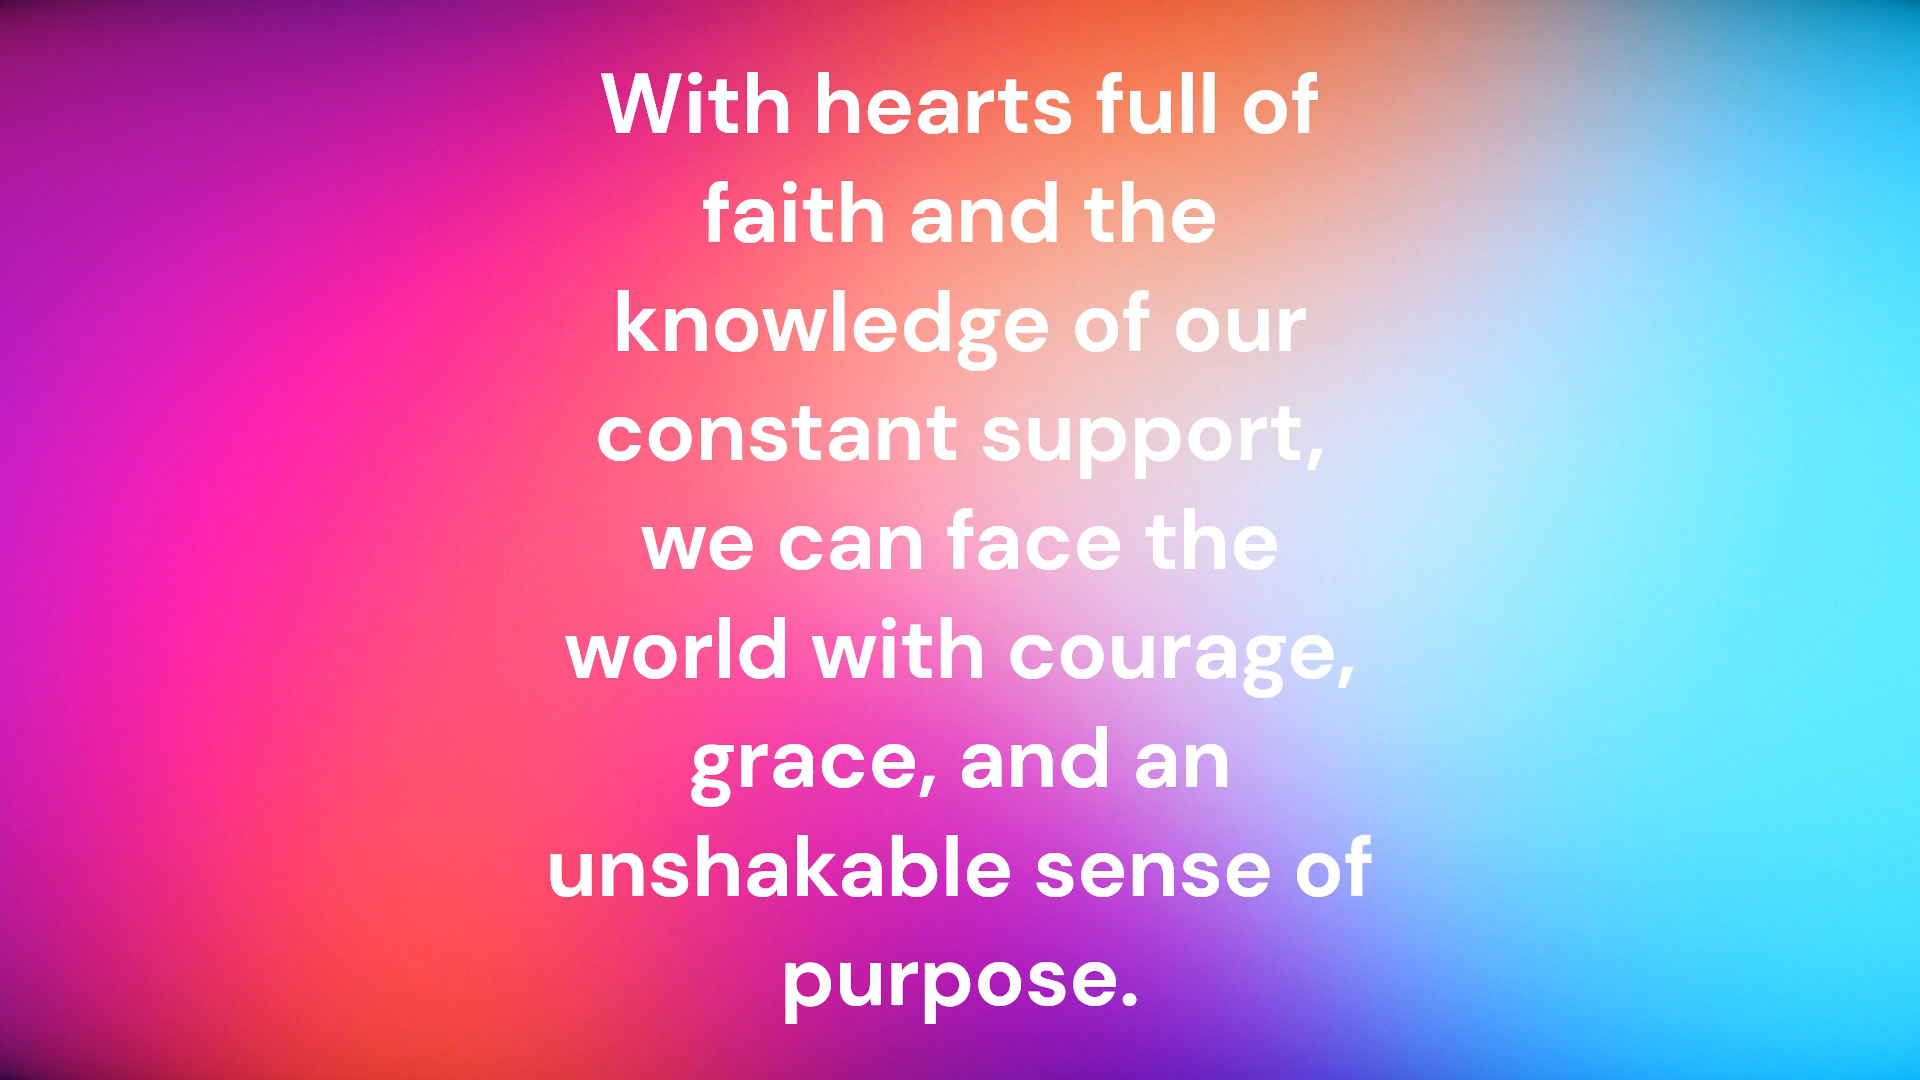 With hearts full of
faith and the
knowledge of our
constant support,
we can face the
world with courage,
grace, and an
unshakable sense of
purpose.